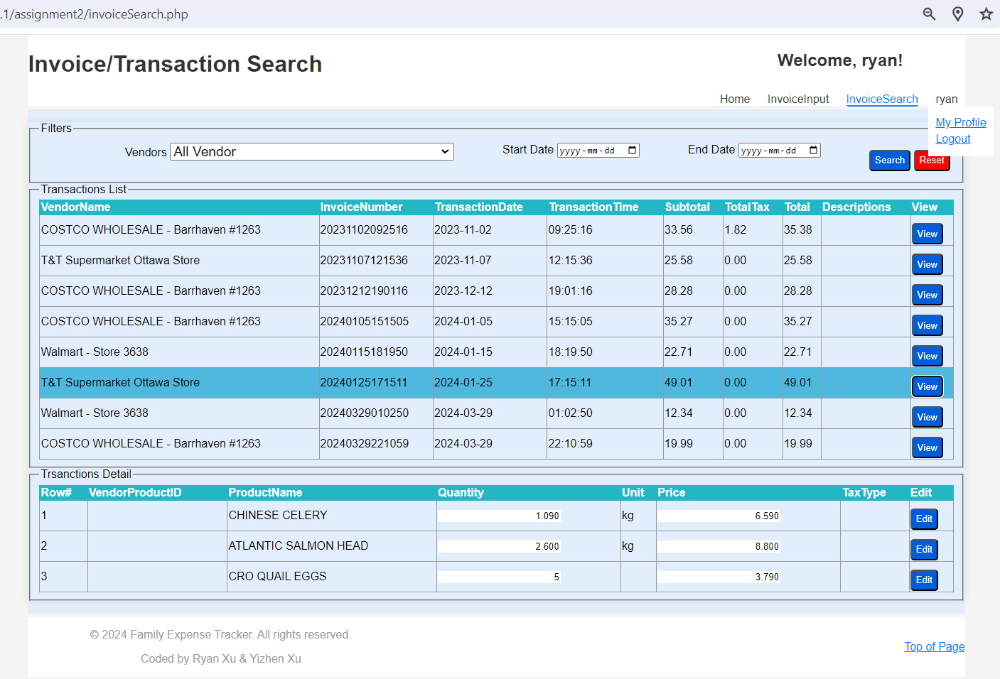 .1/assignment2/invoiceSearch.php
Invoice/Transaction Search
Welcome, ryan!
Home InvoiceInput InvoiceSearch ryan
My Profile
Logout
Filters
Vendors All Vendor Start Date yyyy-mm-dd End Date yyyy-mm-dd Search Reset
Transactions List
VendorName InvoiceNumber TransactionDate TransactionTime Subtotal TotalTax Total Descriptions View
COSTCO WHOLESALE - Barrhaven #1263 20231102092516 2023-11-02 09:25:16 33.56 1.82 35.38 View
T&T Supermarket Ottawa Store 20231107121536 2023-11-07 12:15:36 25.58 0.00 25.58 View
COSTCO WHOLESALE - Barrhaven #1263 20231212190116 2023-12-12 19:01:16 28.28 0.00 28.28 View
COSTCO WHOLESALE - Barrhaven #1263 20240105151505 2024-01-05 15:15:05 35.27 0.00 35.27 View
Walmart - Store 3638 20240115181950 2024-01-15 18:19:50 22.71 0.00 22.71 View
T&T Supermarket Ottawa Store 20240125171511 2024-01-25 17:15:11 49.01 0.00 49.01 View
Walmart - Store 3638 20240329010250 2024-03-29 01:02:50 12.34 0.00 12.34 View
COSTCO WHOLESALE - Barrhaven #1263 20240329221059 2024-03-29 22:10:59 19.99 0.00 19.99 View
Trsanctions Detail
Row# VendorProductID ProductName Quantity Unit Price TaxType Edit
1 CHINESE CELERY 1.090 kg 6.590 Edit
2 ATLANTIC SALMON HEAD 2.600 kg 8.800 Edit
3 CRO QUAIL EGGS 5 3.790 Edit
© 2024 Family Expense Tracker. All rights reserved.
Coded by Ryan Xu & Yizhen Xu
Top of Page